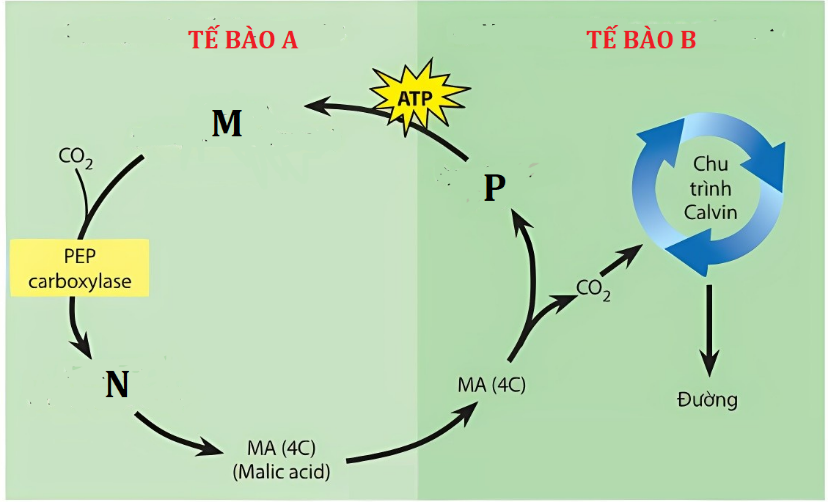 TẾ BÀO A
TẾ BÀO B
ATP
M
CO2
P
Chu
trình
Calvin
PEP
carboxylase
CO2
N
MA (4C)
Đường
MA (4C)
(Malic acid)